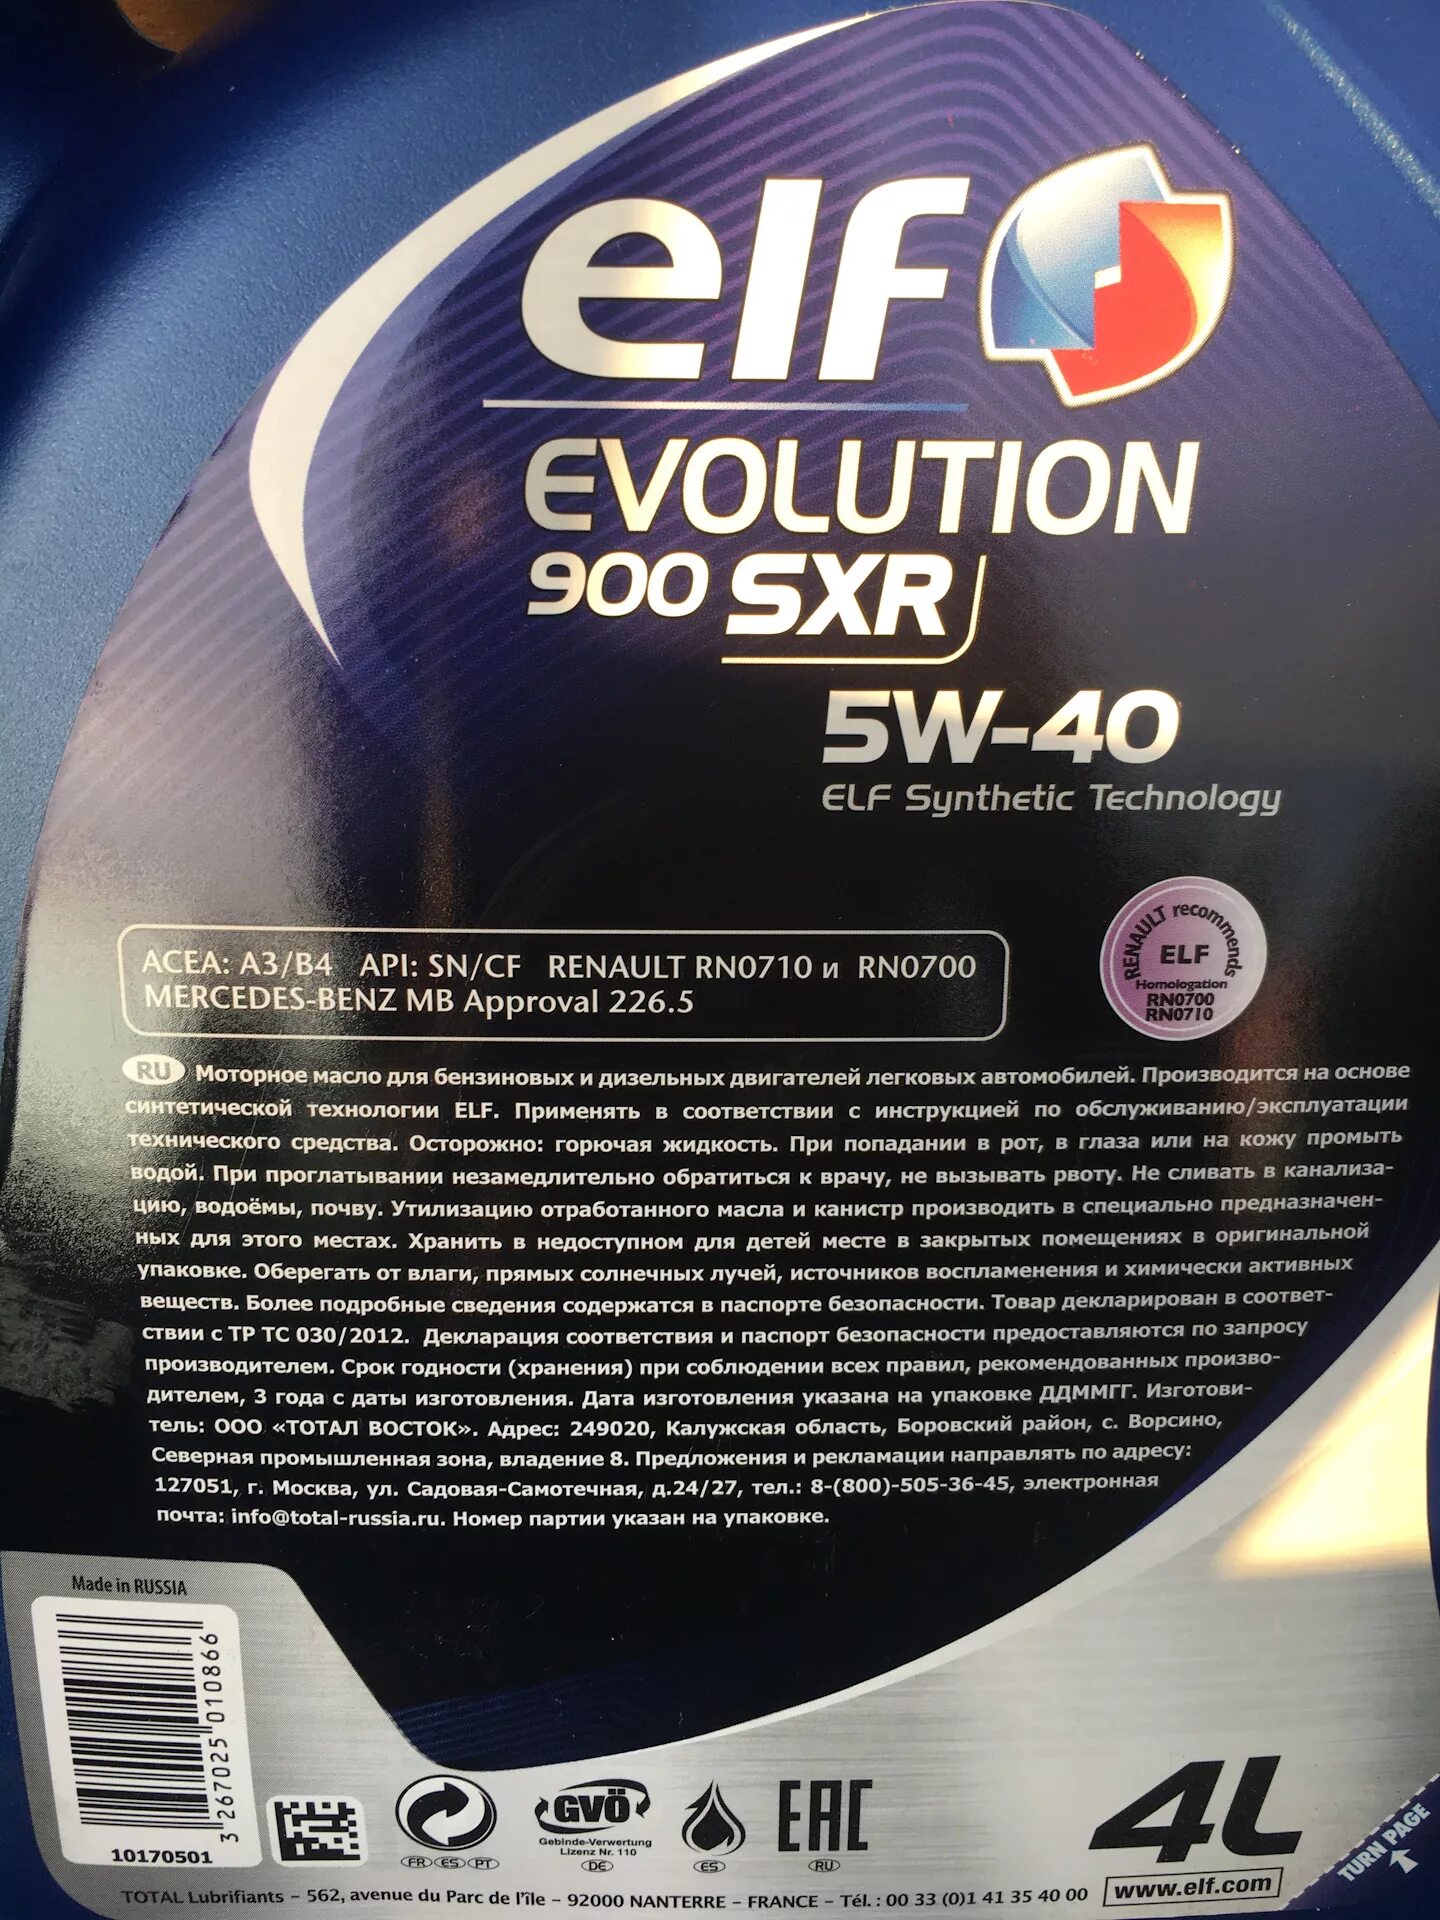 elf
EVOLUTION
900 SXR
5W-40
ELF Synthetic Technology
ACEA: A3/B4 API: SN/CF RENAULT RN0710 и RN0700
MERCEDES-BENZ MB Approval 226.5
RENAULT recommends
ELF
Homologation
RN0700
RN0710
RU Моторное масло для бензиновых и дизельных двигателей легковых автомобилей. Производится на основе
синтетической технологии ELF. Применять в соответствии с инструкцией по обслуживанию/эксплуатации
технического средства. Осторожно: горючая жидкость. При попадании в рот, в глаза или на кожу промыть
водой. При проглатывании незамедлительно обратиться к врачу, не вызывать рвоту. Не сливать в канализа-
цию, водоёмы, почву. Утилизацию отработанного масла и канистр производить в специально предназначен-
ных для этого местах. Хранить в недоступном для детей месте в закрытых помещениях в оригинальной
упаковке. Оберегать от влаги, прямых солнечных лучей, источников воспламенения и химически активных
веществ. Более подробные сведения содержатся в паспорте безопасности. Товар декларирован в соответ-
ствии с ТР ТС 030/2012. Декларация соответствия и паспорт безопасности предоставляются по запросу
производителем. Срок годности (хранения) при соблюдении всех правил, рекомендованных произво-
дителем, 3 года с даты изготовления. Дата изготовления указана на упаковке ДДММГГ. Изготови-
тель: ООО «ТОТАЛ ВОСТОК». Адрес: 249020, Калужская область, Боровский район, с. Ворсино,
Северная промышленная зона, владение 8. Предложения и рекламации направлять по адресу:
127051, г. Москва, ул. Садовая-Самотечная, д.24/27, тел.: 8-(800)-505-36-45, электронная
почта: info@total-russia.ru. Номер партии указан на упаковке.
Made in RUSSIA
3 267025 010866
10170501
FR ES PT
GVÖ
Gebinde-Verwertung
Lizenz Nr. 110
DE
ES
EAC
RU
4L
TURN PAGE
TOTAL Lubrifiants – 562, avenue du Parc de l'île – 92000 NANTERRE – FRANCE – Tél. : 00 33 (0)1 41 35 40 00
www.elf.com